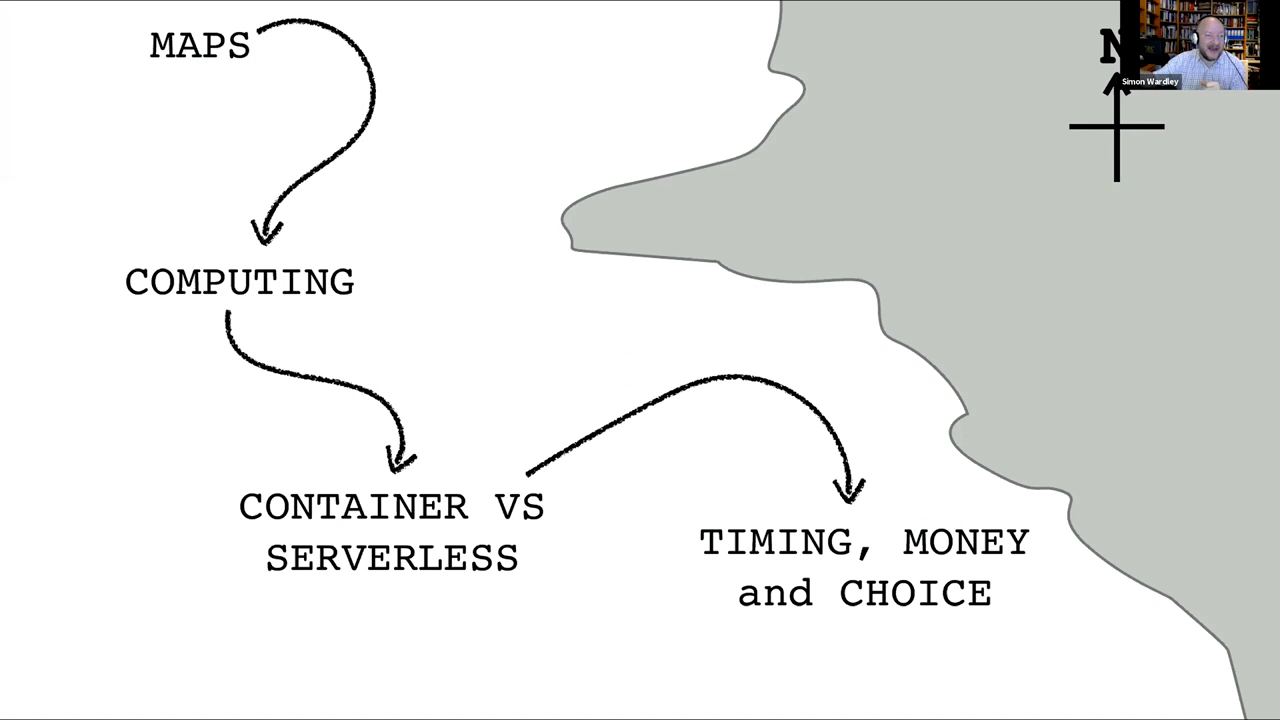 MAPS
N
Simon Wardley
COMPUTING
CONTAINER VS
SERVERLESS
TIMING, MONEY
and CHOICE